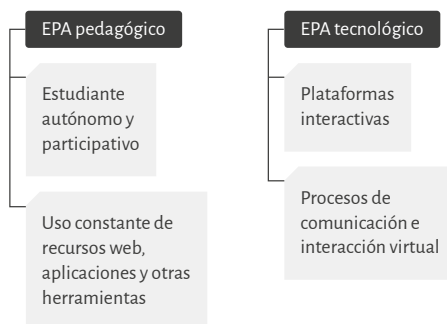 EPA pedagógico
Estudiante
autónomo y
participativo
Uso constante de
recursos web,
aplicaciones y otras
herramientas
EPA tecnológico
Plataformas
interactivas
Procesos de
comunicación e
interacción virtual